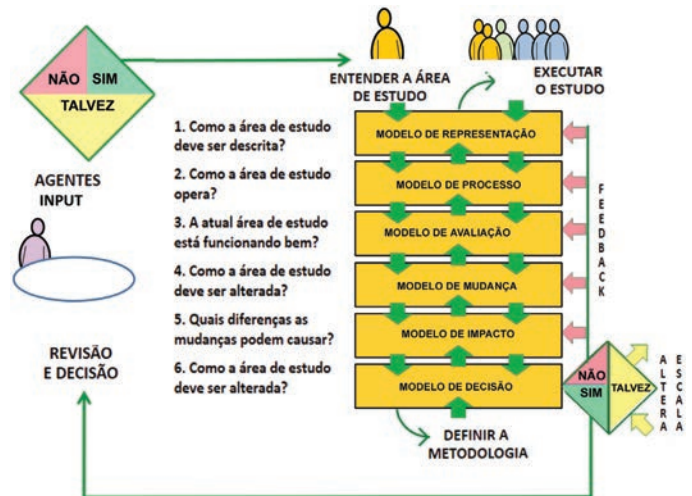 NÃO SIM
TALVEZ
AGENTES
INPUT
REVISÃO
E DECISÃO
ENTENDER A ÁREA
DE ESTUDO
EXECUTAR
O ESTUDO
1. Como a área de estudo
deve ser descrita?
MODELO DE REPRESENTAÇÃO
2. Como a área de estudo
opera?
MODELO DE PROCESSO
3. A atual área de estudo
está funcionando bem?
MODELO DE AVALIAÇÃO
4. Como a área de estudo
deve ser alterada?
MODELO DE MUDANÇA
5. Quais diferenças as
mudanças podem causar?
MODELO DE IMPACTO
6. Como a área de estudo
deve ser alterada?
MODELO DE DECISÃO
DEFINIR A
METODOLOGIA
FEEDBACK
NÃO
SIM
TALVEZ
ALTERA
ESCALA